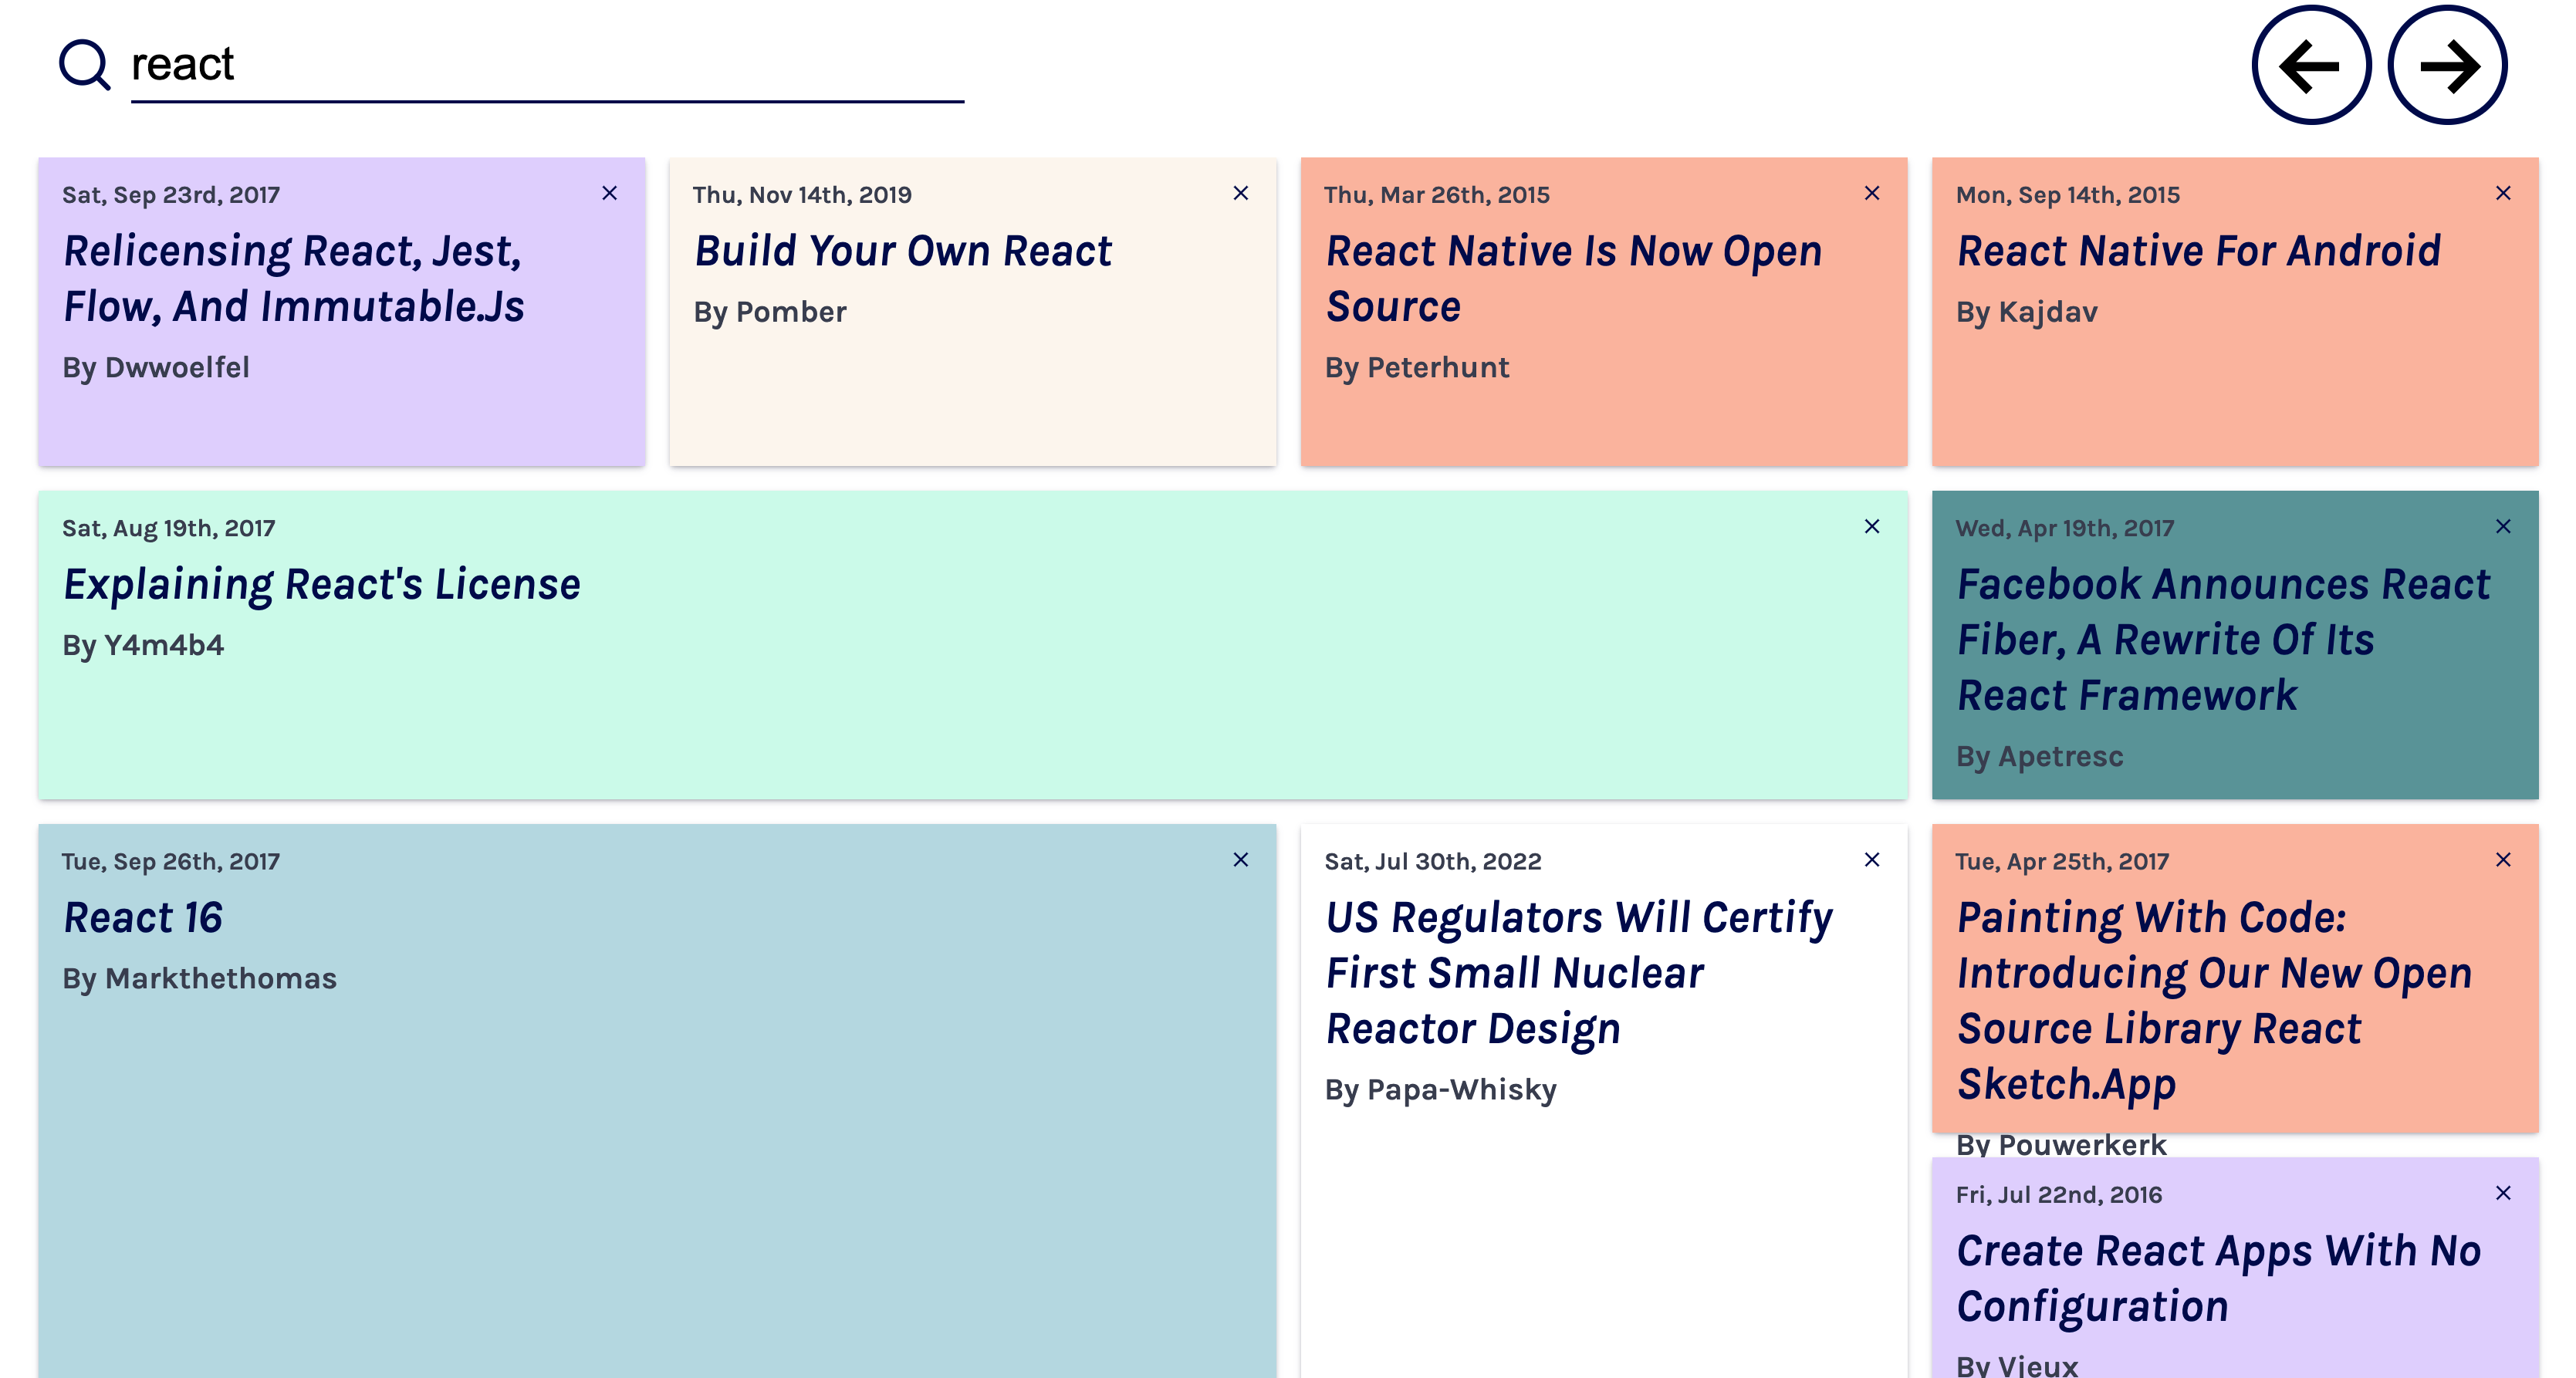 react
Sat, Sep 23rd, 2017
Relicensing React, Jest,
Flow, And Immutable.Js
By Dwwoelfel
Thu, Nov 14th, 2019
Build Your Own React
By Pomber
Thu, Mar 26th, 2015
React Native Is Now Open
Source
By Peterhunt
Mon, Sep 14th, 2015
React Native For Android
By Kajdav
Sat, Aug 19th, 2017
Explaining React's License
By Y4m4b4
Wed, Apr 19th, 2017
Facebook Announces React
Fiber, A Rewrite Of Its
React Framework
By Apetresc
Tue, Sep 26th, 2017
React 16
By Markthethomas
Sat, Jul 30th, 2022
US Regulators Will Certify
First Small Nuclear
Reactor Design
By Papa-Whisky
Tue, Apr 25th, 2017
Painting With Code:
Introducing Our New Open
Source Library React
Sketch.App
By Pouwerkerk
Fri, Jul 22nd, 2016
Create React Apps With No
Configuration
By Vjeux